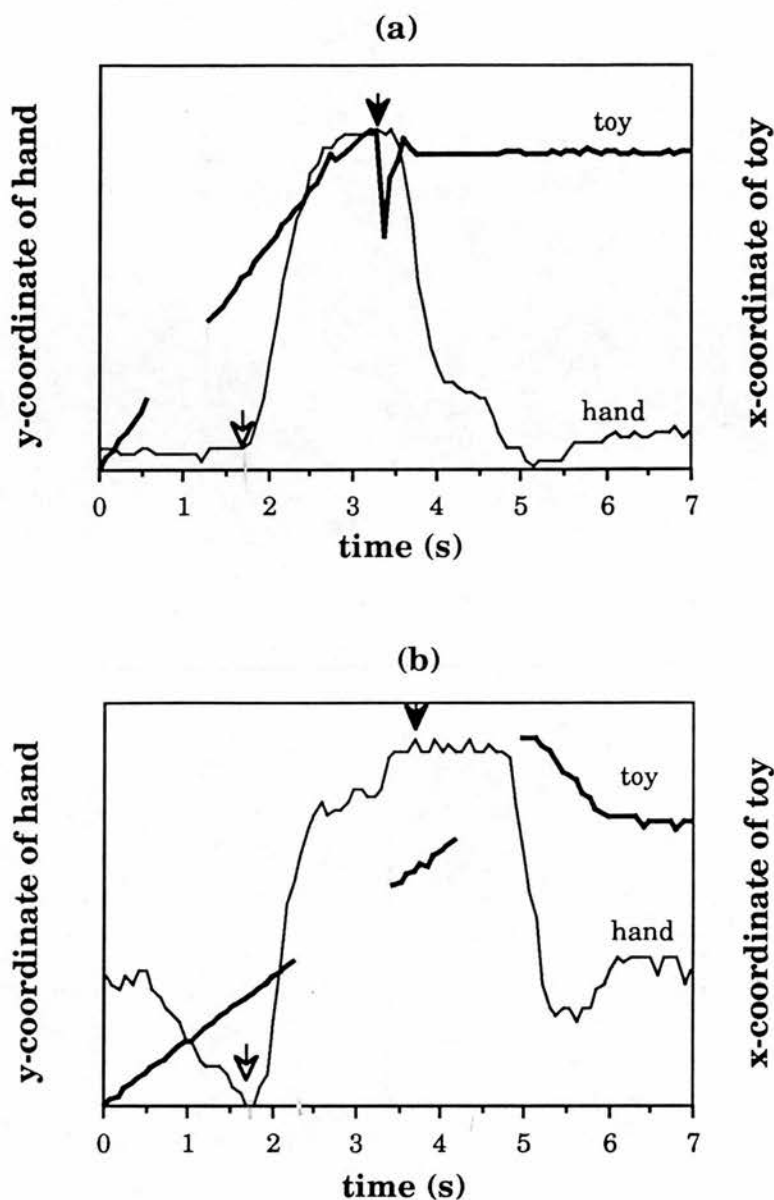 (a)
y-coordinate of hand
x-coordinate of toy
toy
hand
0 1 2 3 4 5 6 7
time (s)
(b)
y-coordinate of hand
x-coordinate of toy
toy
hand
0 1 2 3 4 5 6 7
time (s)